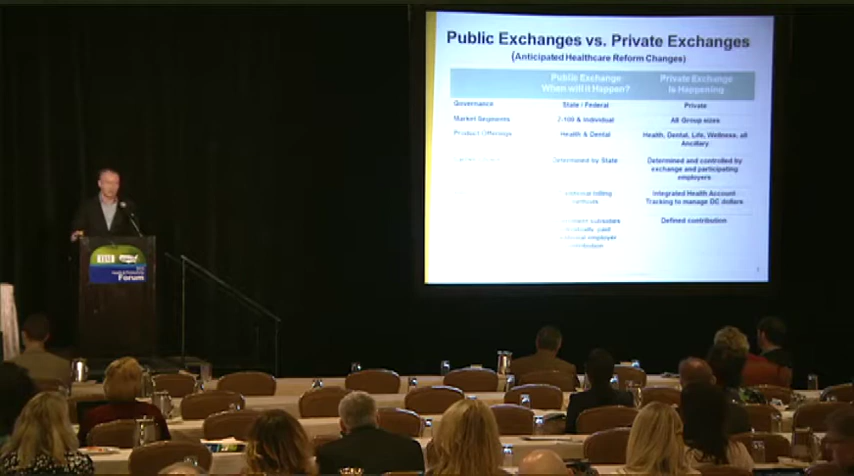 Public Exchanges vs. Private Exchanges
(Anticipated Healthcare Reform Changes)
Public Exchange Private Exchange
When will it Happen? Is Happening
Governance State / Federal Private
Market Segments 2-100 & Individual All Group sizes
Product Offerings Health & Dental Health, Dental, Life, Wellness, all
Ancillary
Determined by State Determined and controlled by
exchange and participating
employers
billing Integrated Health Account
Tracking to manage DC dollars
Defined contribution
employer
Forum